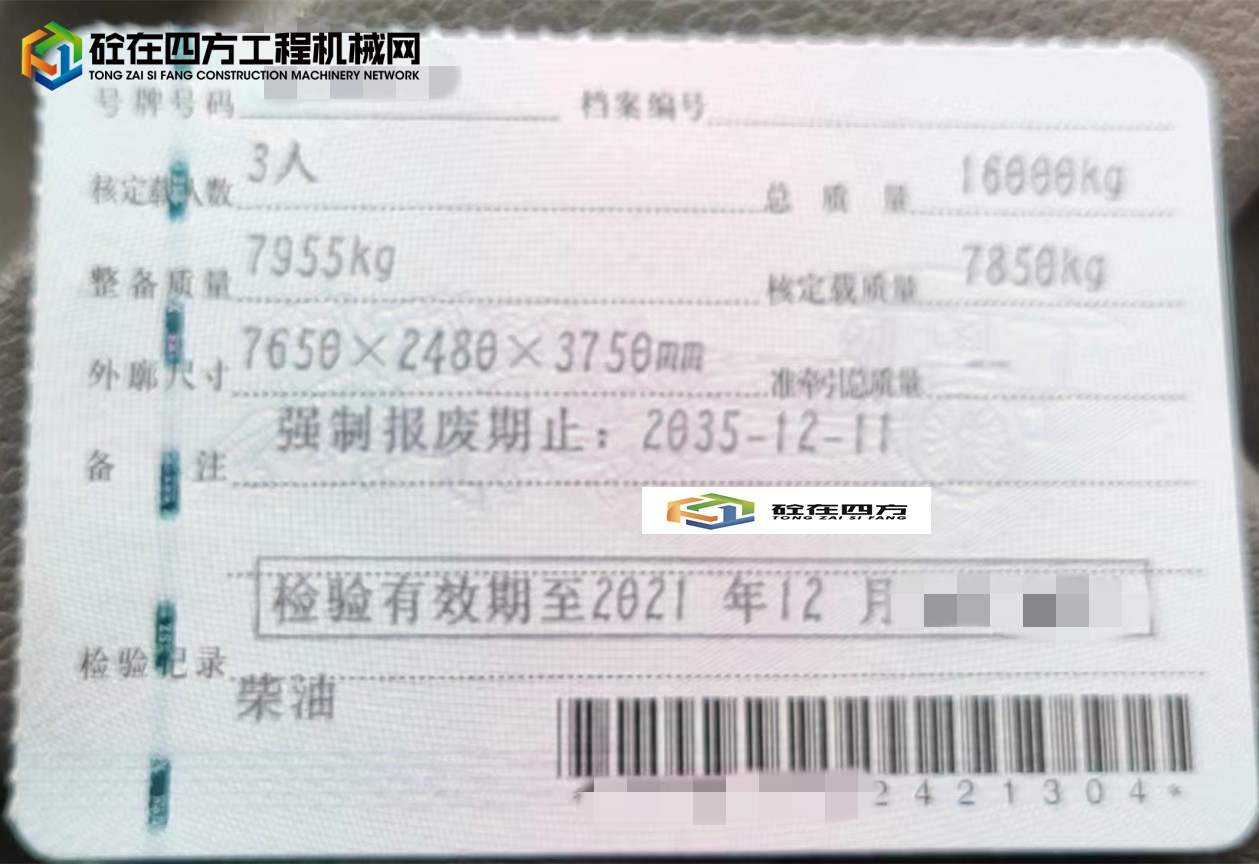 砼在四方工程机械网
TONG ZAI SI FANG CONSTRUCTION MACHINERY NETWORK
号牌号码 档案编号
核定载人数 3人 总质量 16000kg
整备质量 7955kg 核定载质量 7850kg
外廓尺寸 7650×2480×3750mm 准牵引总质量 --
备注 强制报废期止：2035-12-11
砼在四方
TONG ZAI SI FANG
检验有效期至2021 年12 月
检验记录
柴油
2421304*